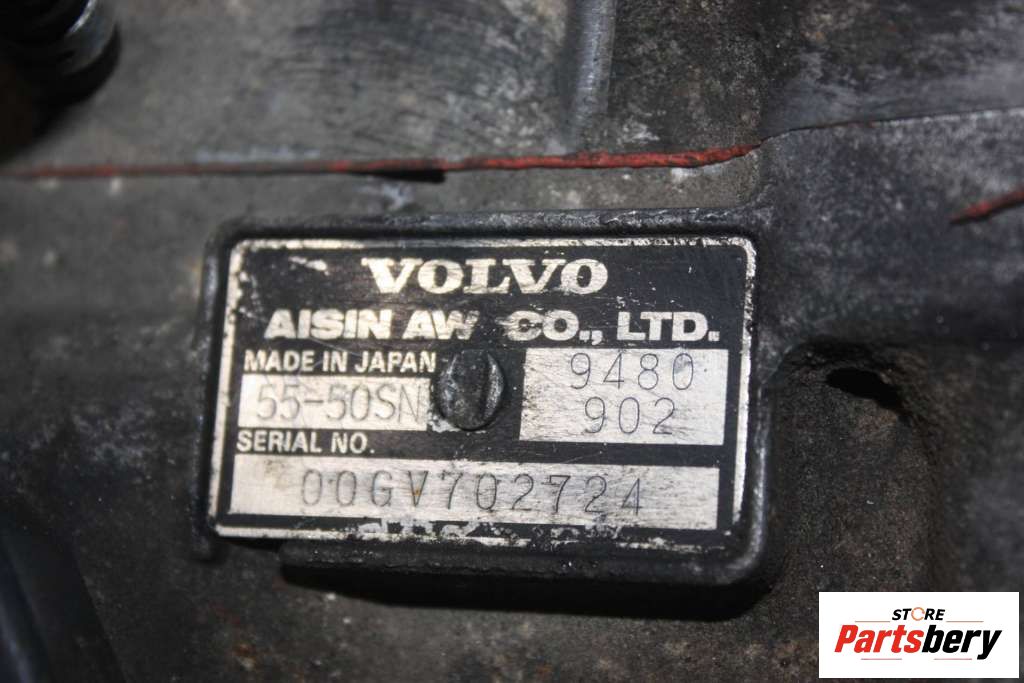 VOLVO
AISIN AW CO., LTD.
MADE IN JAPAN
55-50SN
9480
902
SERIAL NO.
00GV702724
STORE
Partsbery